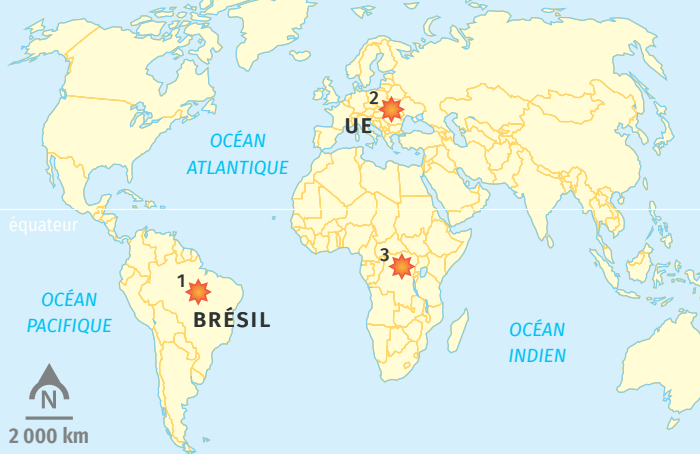 2
UE
OCÉAN
ATLANTIQUE
équateur
3
1
OCÉAN
PACIFIQUE
BRÉSIL
OCÉAN
INDIEN
N
2 000 km